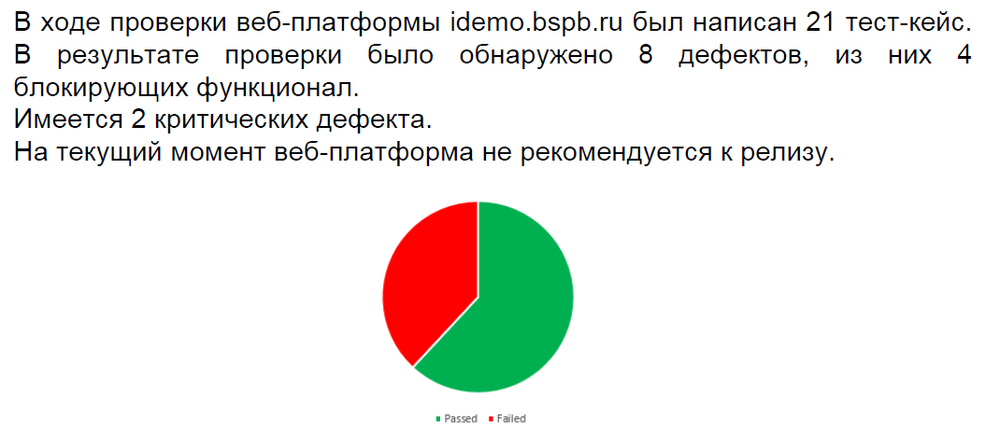 В ходе проверки веб-платформы idemo.bspb.ru был написан 21 тест-кейс.
В результате проверки было обнаружено 8 дефектов, из них 4
блокирующих функционал.
Имеется 2 критических дефекта.
На текущий момент веб-платформа не рекомендуется к релизу.
Passed Failed